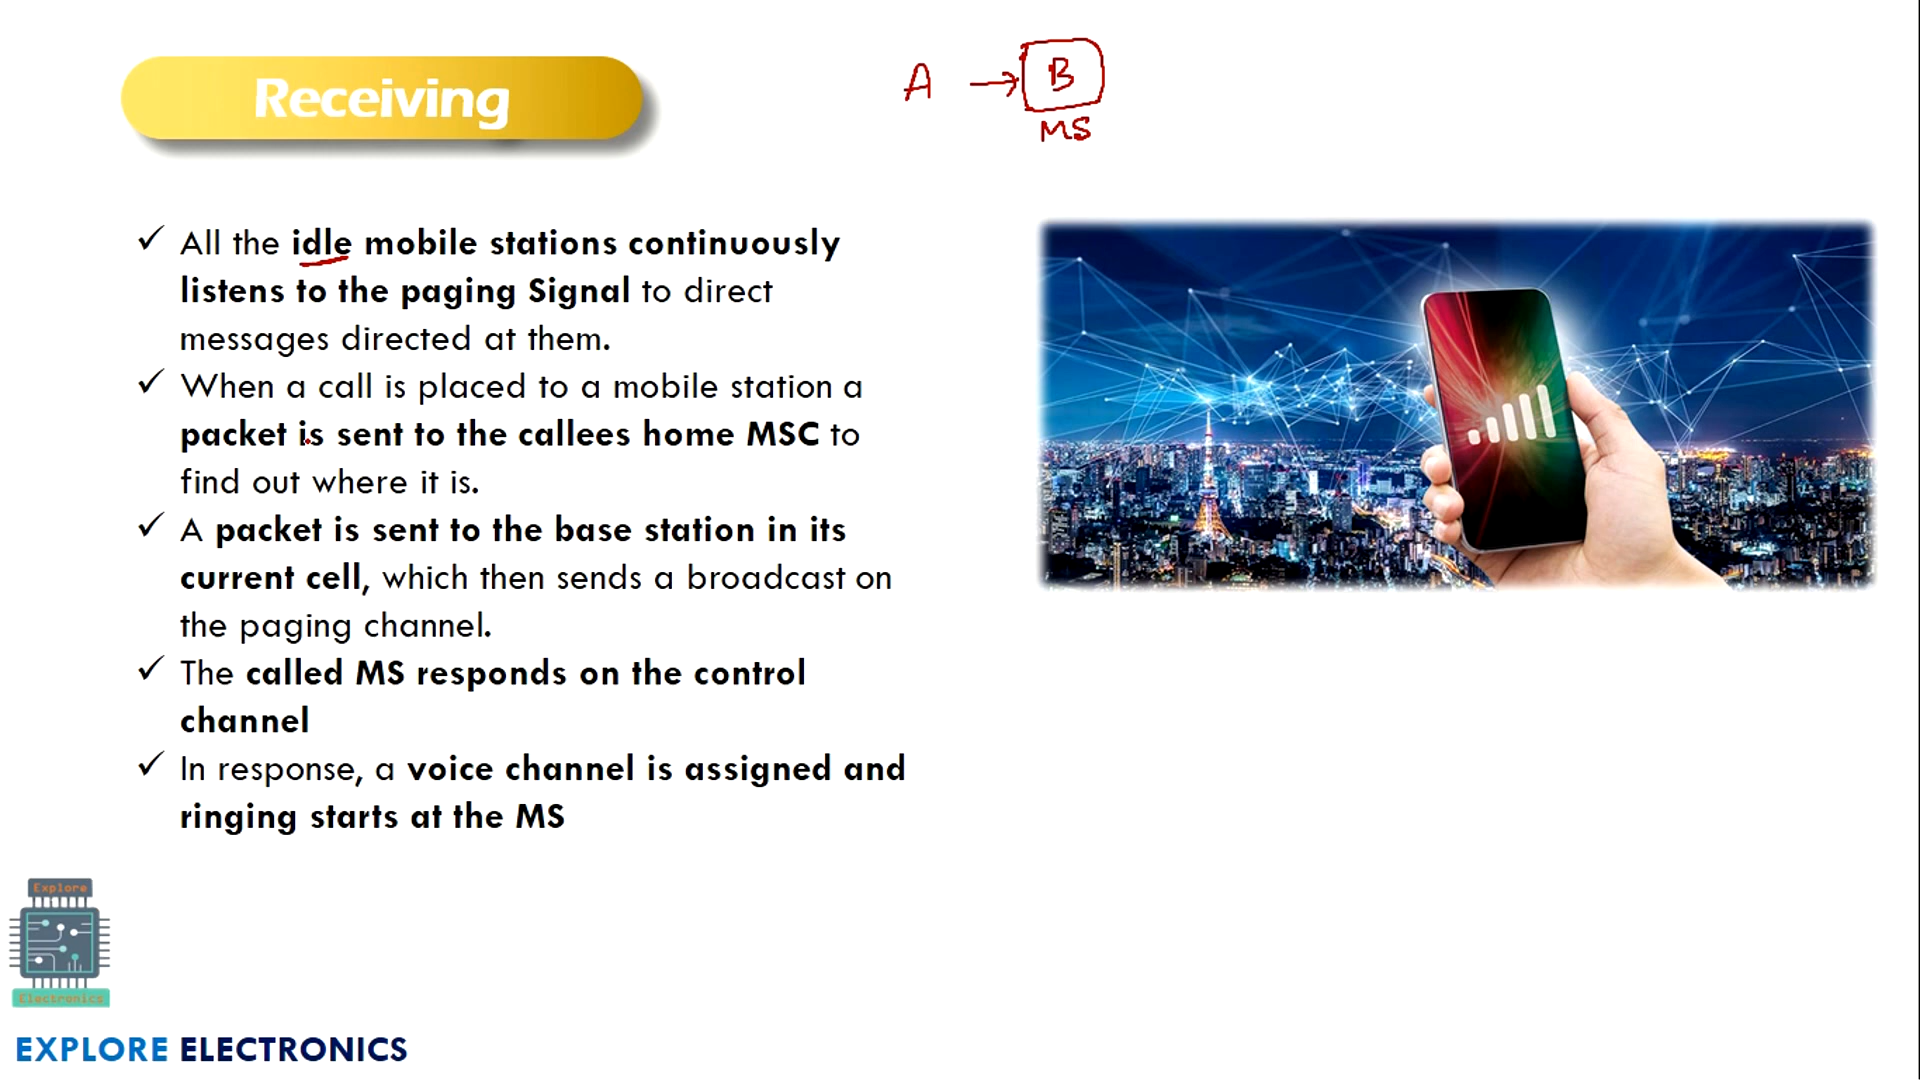 Receiving
A → B
MS
✓ All the idle mobile stations continuously
listens to the paging Signal to direct
messages directed at them.
✓ When a call is placed to a mobile station a
packet is sent to the callees home MSC to
find out where it is.
✓ A packet is sent to the base station in its
current cell, which then sends a broadcast on
the paging channel.
✓ The called MS responds on the control
channel
✓ In response, a voice channel is assigned and
ringing starts at the MS
Explore
Electronics
EXPLORE ELECTRONICS